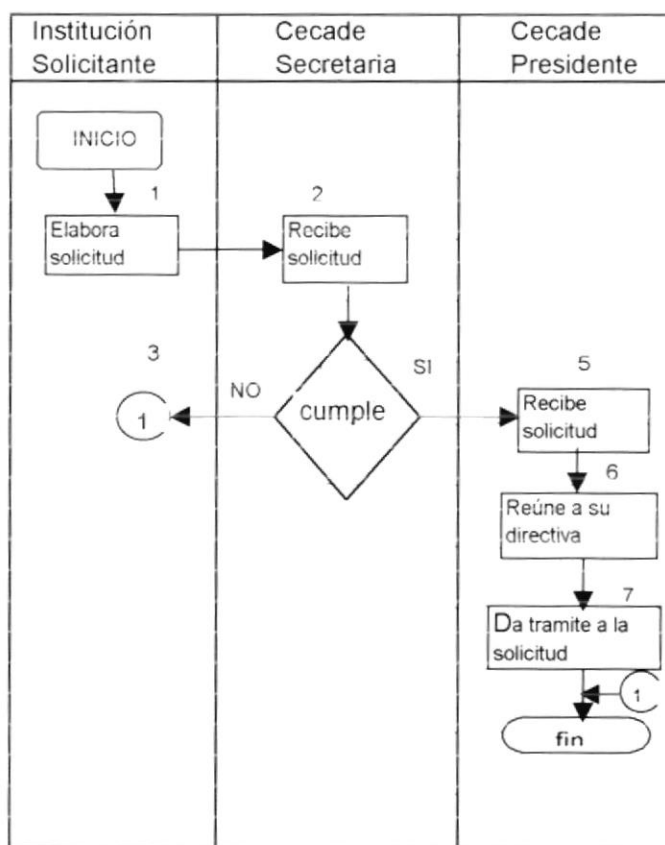 Institución
Solicitante
Cecade
Secretaria
Cecade
Presidente
INICIO
1
2
Elabora
solicitud
Recibe
solicitud
3
NO
SI
5
1
cumple
Recibe
solicitud
6
Reúne a su
directiva
7
Da tramite a la
solicitud
1
fin